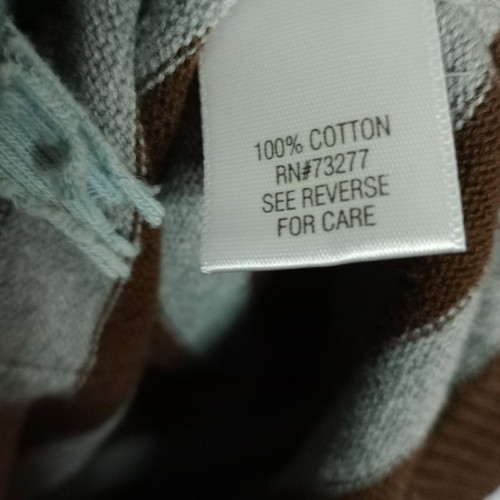 100% COTTON
RN#73277
SEE REVERSE
FOR CARE